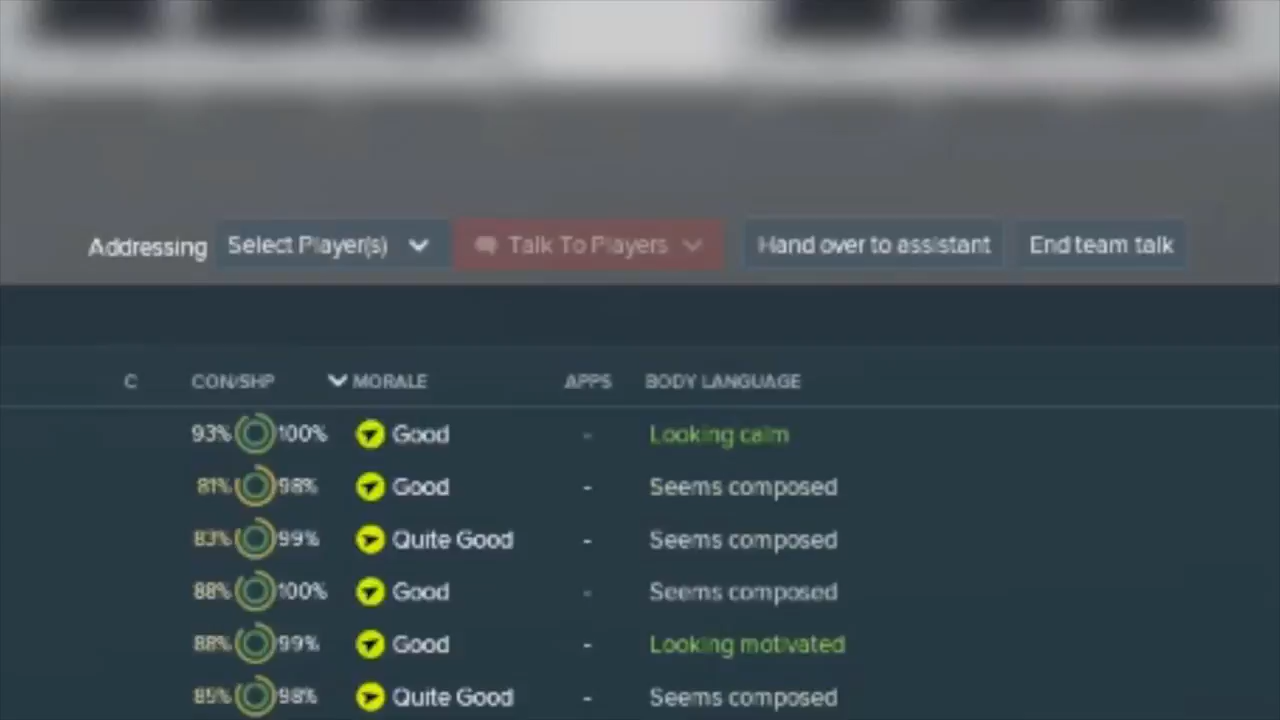 Addressing Select Player(s) Talk To Players Hand over to assistant End team talk
C CON/SHP MORALE APPS BODY LANGUAGE
93% 100% Good - Looking calm
81% 98% Good - Seems composed
83% 99% Quite Good - Seems composed
88% 100% Good - Seems composed
88% 99% Good - Looking motivated
85% 98% Quite Good - Seems composed